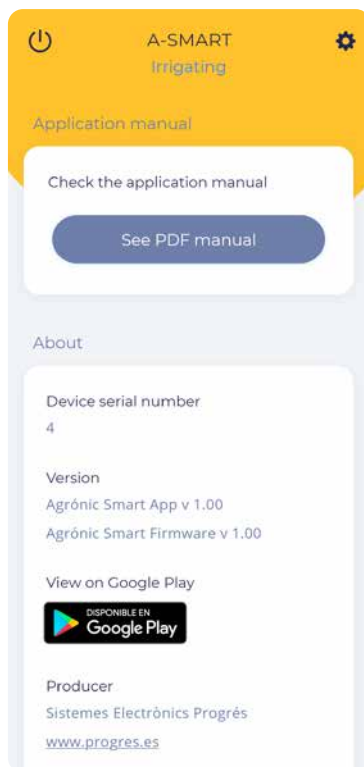 A-SMART
Irrigating
Application manual
Check the application manual
See PDF manual
About
Device serial number
4
Version
Agrónic Smart App v 1.00
Agrónic Smart Firmware v 1.00
View on Google Play
DISPONIBLE EN
Google Play
Producer
Sistemes Electrònics Progrés
www.progres.es